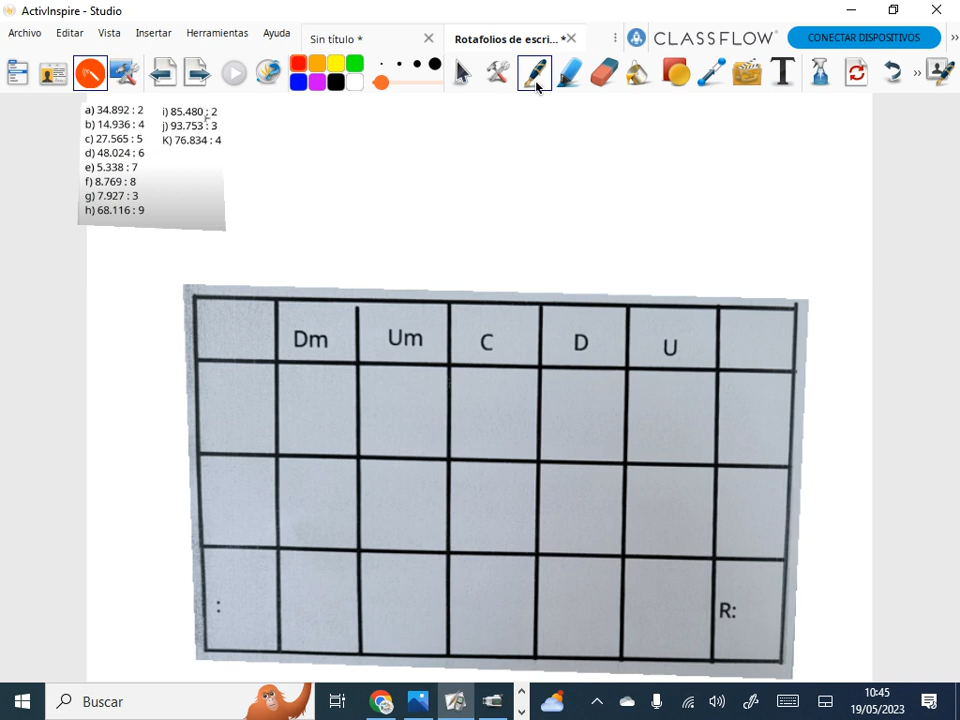 ActivInspire - Studio
Archivo Editar Vista Insertar Herramientas Ayuda
Sin título *
Rotafolios de escri... *
CLASSFLOW
CONECTAR DISPOSITIVOS
a) 34.892 : 2
b) 14.936 : 4
c) 27.565 : 5
d) 48.024 : 6
e) 5.338 : 7
f) 8.769 : 8
g) 7.927 : 3
h) 68.116 : 9
i) 85.480 : 2
j) 93.753 : 3
K) 76.834 : 4
Dm Um C D U
: R:
Buscar
10:45
19/05/2023